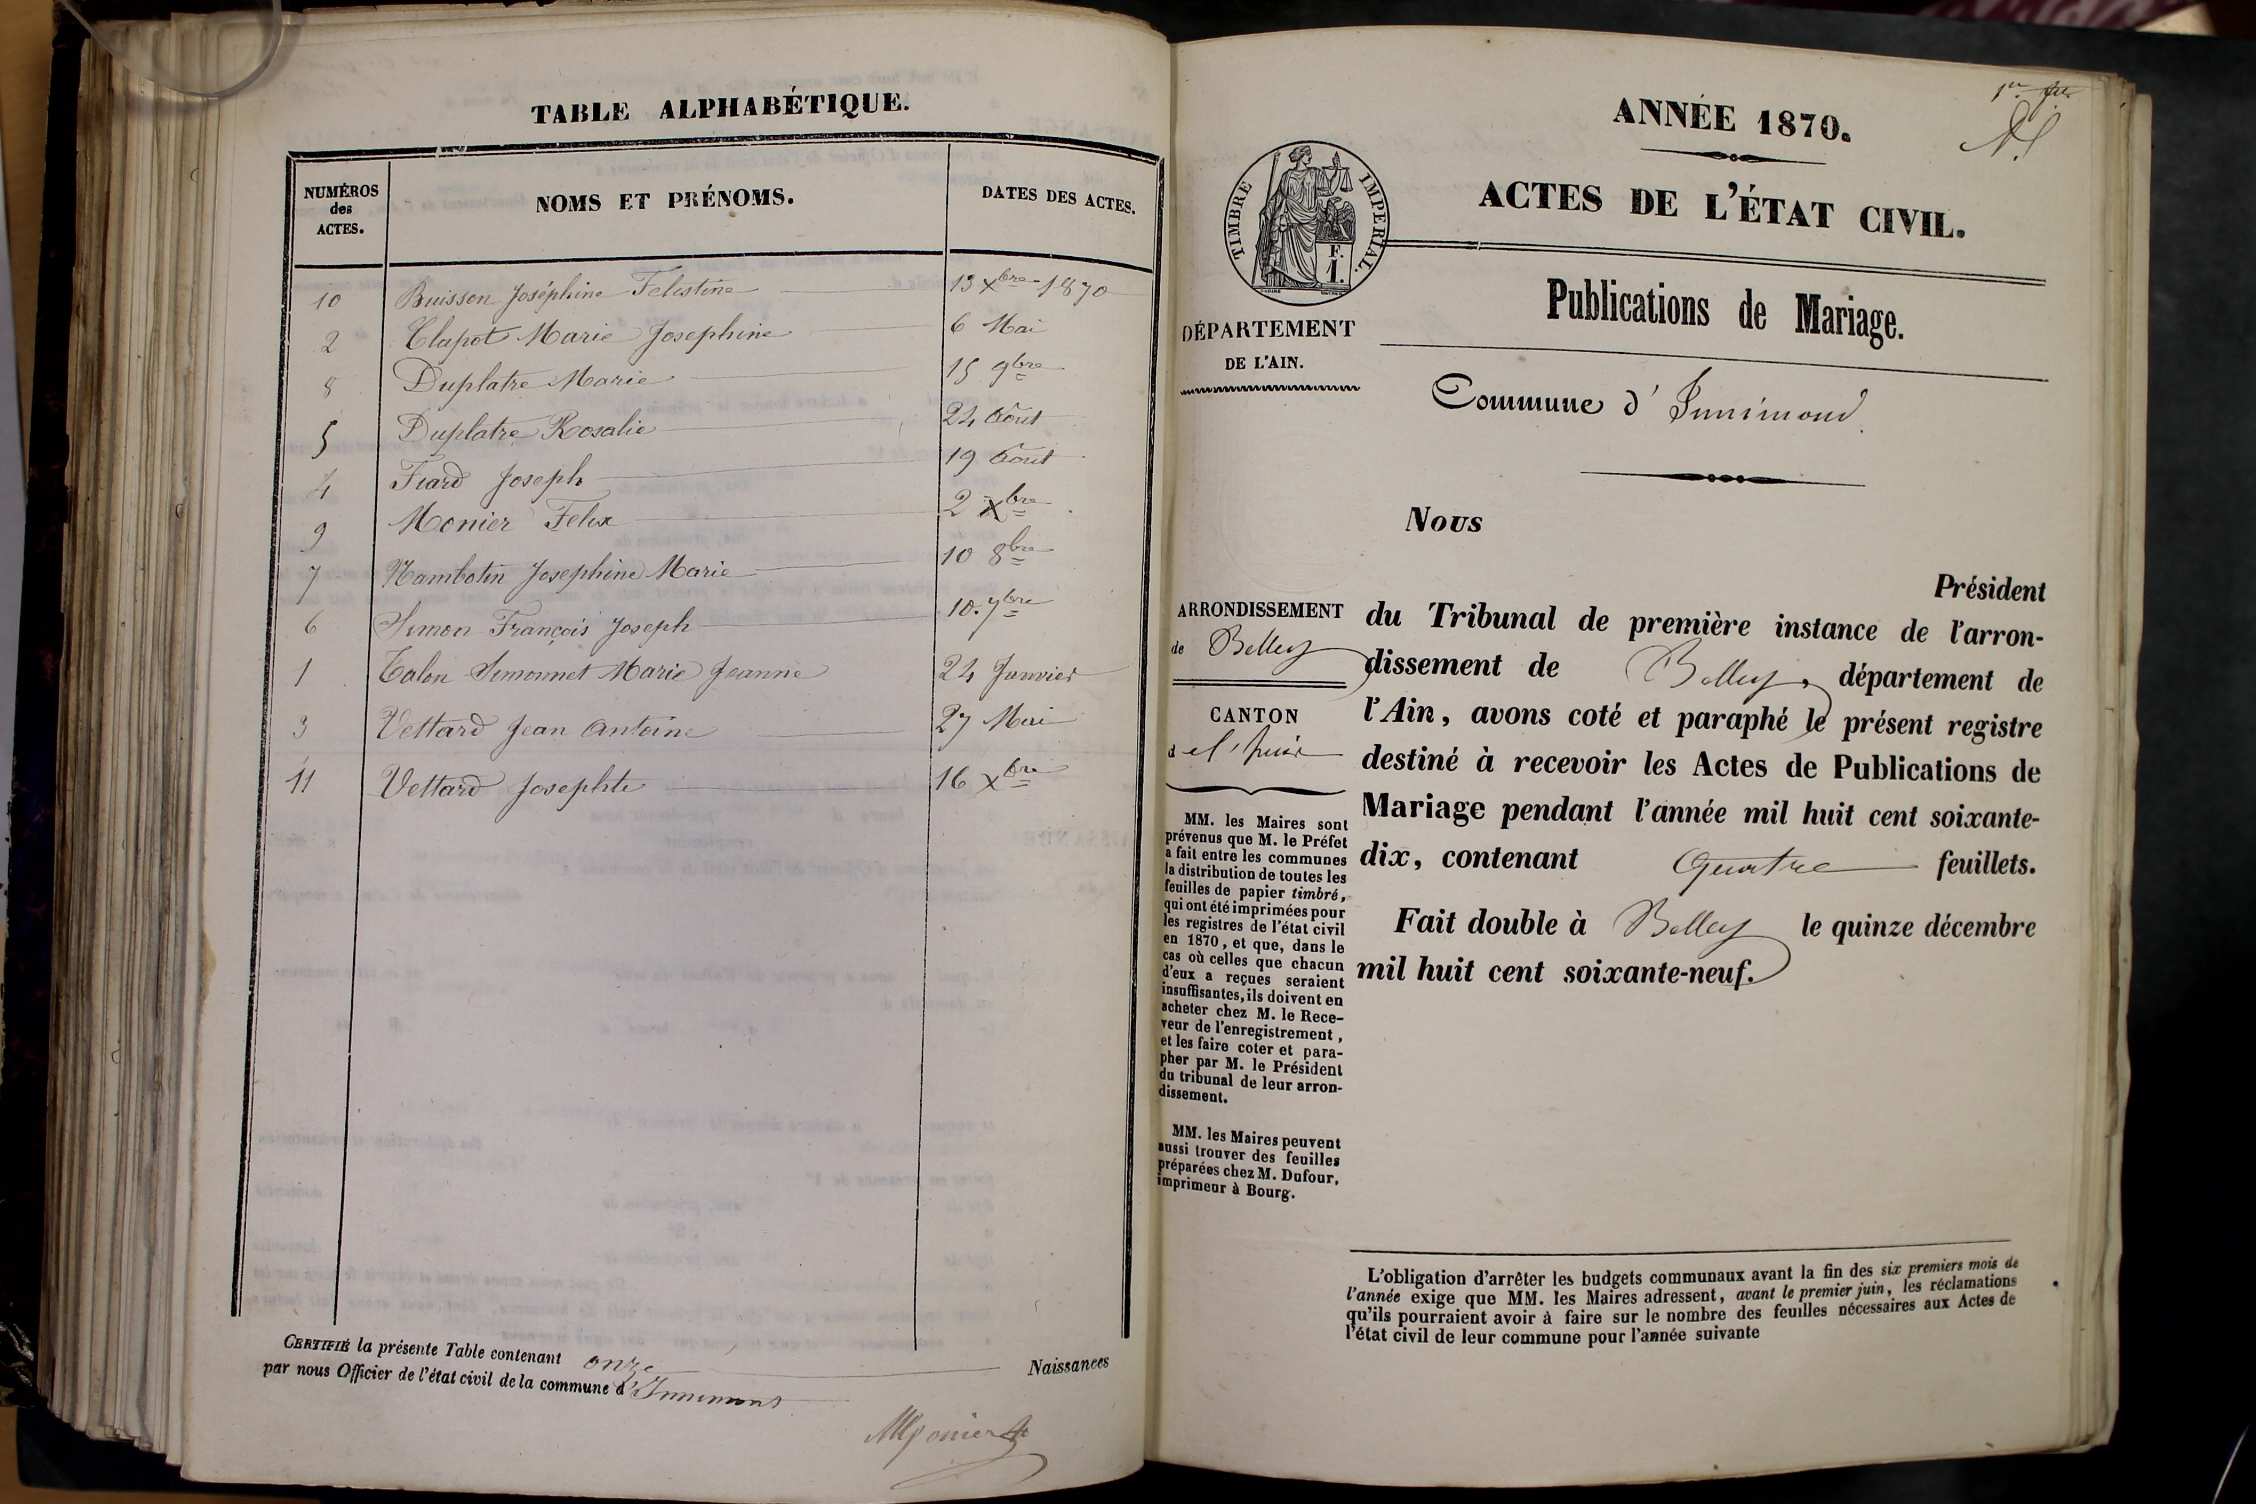 TABLE ALPHABÉTIQUE.
NUMÉROS des ACTES. NOMS ET PRÉNOMS. DATES DES ACTES.
10 Buisson Joséphine Felestine 13 Xbre 1870
2 Clapot Marie Josephine 6 Mai
8 Duplatre Marie 15 9bre
5 Duplatre Rosalie 24 Août
4 Fiard Joseph 19 Août
9 Monier Felix 2 Xbre
7 Nambotin Josephine Marie 10 8bre
6 Simon François Joseph 10 7bre
1 Talon Simonnet Marie Jeanne 24 Janvier
3 Vettard Jean Antoine 27 Mai
11 Vettard Josephte 16 Xbre
CERTIFIÉ la présente Table contenant onze Naissances
par nous Officier de l'état civil de la commune d'Innimont
Monier
1er
ANNÉE 1870.
ACTES DE L'ÉTAT CIVIL.
TIMBRE IMPERIAL.
F.
1.
Publications de Mariage.
DÉPARTEMENT
DE L'AIN.
Commune d' Innimond
Nous
Président
du Tribunal de première instance de l'arron-
dissement de Belley, département de
l'Ain, avons coté et paraphé le présent registre
destiné à recevoir les Actes de Publications de
Mariage pendant l'année mil huit cent soixante-
dix, contenant Quatre feuillets.
Fait double à Belley le quinze décembre
mil huit cent soixante-neuf.
ARRONDISSEMENT
de Belley
CANTON
d
MM. les Maires sont
prévenus que M. le Préfet
a fait entre les communes
la distribution de toutes les
feuilles de papier timbré,
qui ont été imprimées pour
les registres de l'état civil
en 1870, et que, dans le
cas où celles que chacun
d'eux a reçues seraient
insuffisantes, ils doivent en
acheter chez M. le Rece-
veur de l'enregistrement,
et les faire coter et para-
pher par M. le Président
du tribunal de leur arron-
dissement.
MM. les Maires peuvent
aussi trouver des feuilles
préparées chez M. Dufour,
imprimeur à Bourg.
L'obligation d'arrêter les budgets communaux avant la fin des six premiers mois de
l'année exige que MM. les Maires adressent, avant le premier juin, les réclamations
qu'ils pourraient avoir à faire sur le nombre des feuilles nécessaires aux Actes de
l'état civil de leur commune pour l'année suivante